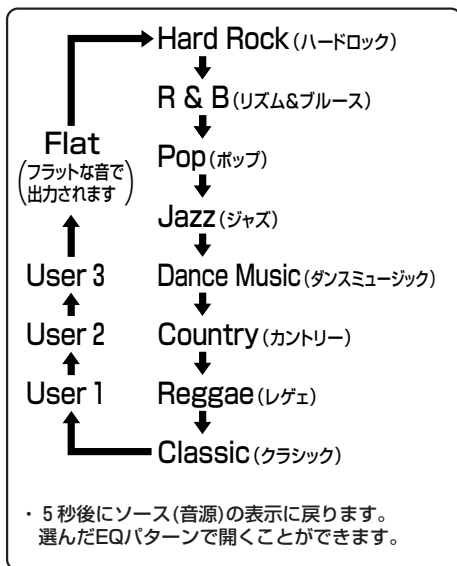 Hard Rock(ハードロック)
R & B(リズム&ブルース)
Pop(ポップ)
Jazz(ジャズ)
Dance Music(ダンスミュージック)
Country(カントリー)
Reggae(レゲェ)
Classic(クラシック)
User 1
User 2
User 3
Flat
(フラットな音で
出力されます)
・5秒後にソース(音源)の表示に戻ります。
選んだEQパターンで聞くことができます。